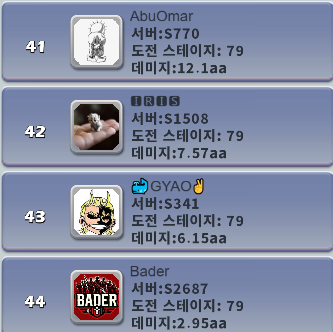 41
AbuOmar
서버:S770
도전 스테이지: 79
데미지:12.1aa
42
🅸🆁🅸🆂
서버:S1508
도전 스테이지: 79
데미지:7.57aa
43
🐳GYAO✌
서버:S341
도전 스테이지: 79
데미지:6.15aa
44
BADER
Bader
서버:S2687
도전 스테이지: 79
데미지:2.95aa